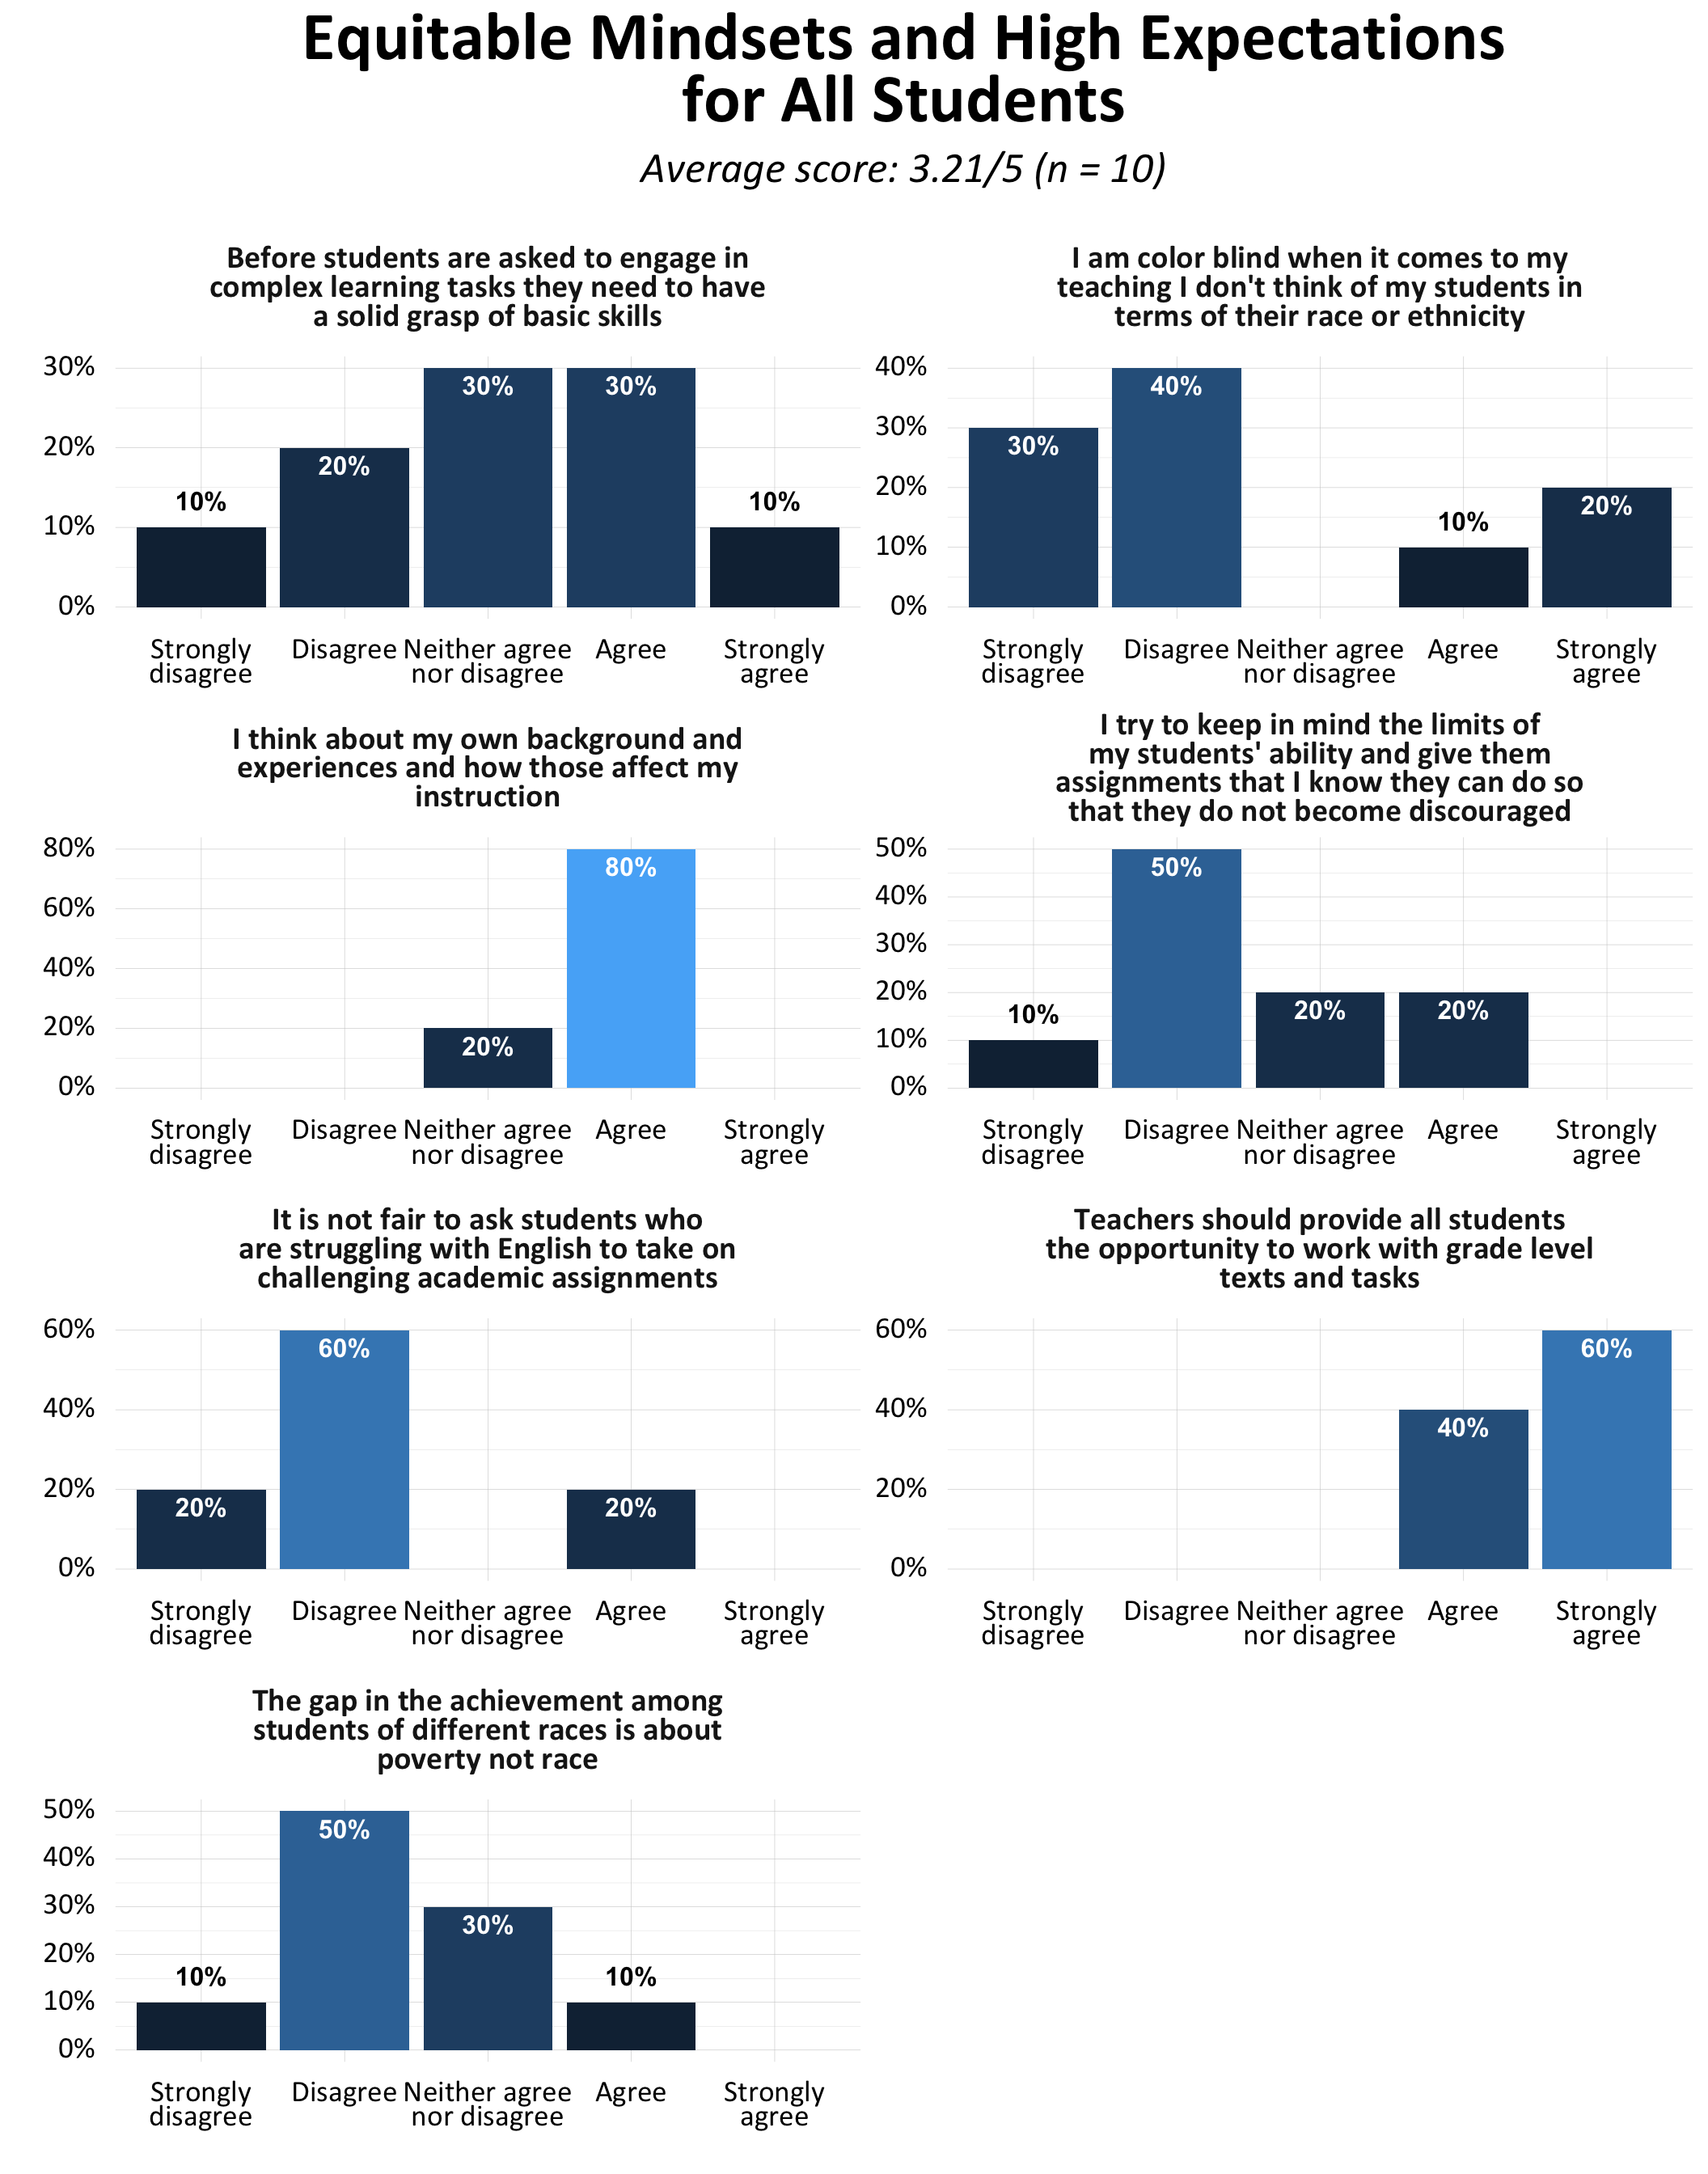 Equitable Mindsets and High Expectations
for All Students
Average score: 3.21/5 (n = 10)
Before students are asked to engage in
complex learning tasks they need to have
a solid grasp of basic skills
30%
20%
10%
0%
10%
20%
30%
30%
10%
Strongly
disagree
Disagree
Neither agree
nor disagree
Agree
Strongly
agree
I am color blind when it comes to my
teaching I don't think of my students in
terms of their race or ethnicity
40%
30%
20%
10%
0%
30%
40%
10%
20%
Strongly
disagree
Disagree
Neither agree
nor disagree
Agree
Strongly
agree
I think about my own background and
experiences and how those affect my
instruction
80%
60%
40%
20%
0%
20%
80%
Strongly
disagree
Disagree
Neither agree
nor disagree
Agree
Strongly
agree
I try to keep in mind the limits of
my students' ability and give them
assignments that I know they can do so
that they do not become discouraged
50%
40%
30%
20%
10%
0%
10%
50%
20%
20%
Strongly
disagree
Disagree
Neither agree
nor disagree
Agree
Strongly
agree
It is not fair to ask students who
are struggling with English to take on
challenging academic assignments
60%
40%
20%
0%
20%
60%
20%
Strongly
disagree
Disagree
Neither agree
nor disagree
Agree
Strongly
agree
Teachers should provide all students
the opportunity to work with grade level
texts and tasks
60%
40%
20%
0%
40%
60%
Strongly
disagree
Disagree
Neither agree
nor disagree
Agree
Strongly
agree
The gap in the achievement among
students of different races is about
poverty not race
50%
40%
30%
20%
10%
0%
10%
50%
30%
10%
Strongly
disagree
Disagree
Neither agree
nor disagree
Agree
Strongly
agree